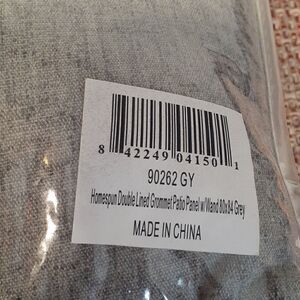 8 42249 04150 1
90262 GY
Homespun Double Lined Grommet Patio Panel w/Wand 80x84 Grey
MADE IN CHINA